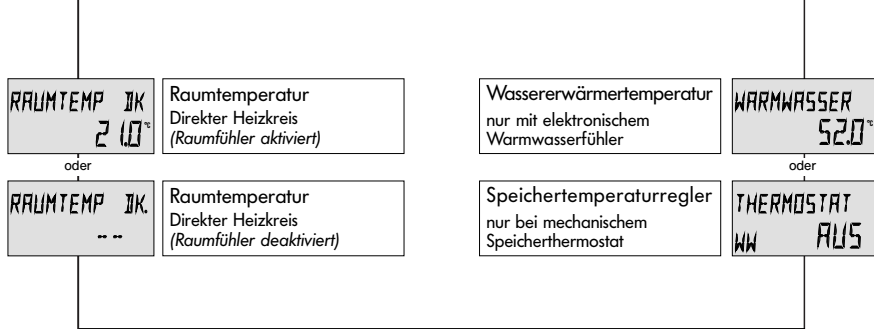 RAUMTEMP DK
21.0°C
Raumtemperatur
Direkter Heizkreis
(Raumfühler aktiviert)
oder
RAUMTEMP DK.
--
Raumtemperatur
Direkter Heizkreis
(Raumfühler deaktiviert)
Wassererwärmertemperatur
nur mit elektronischem
Warmwasserfühler
WARMWASSER
52.0°C
oder
Speichertemperaturregler
nur bei mechanischem
Speicherthermostat
THERMOSTAT
WW AUS